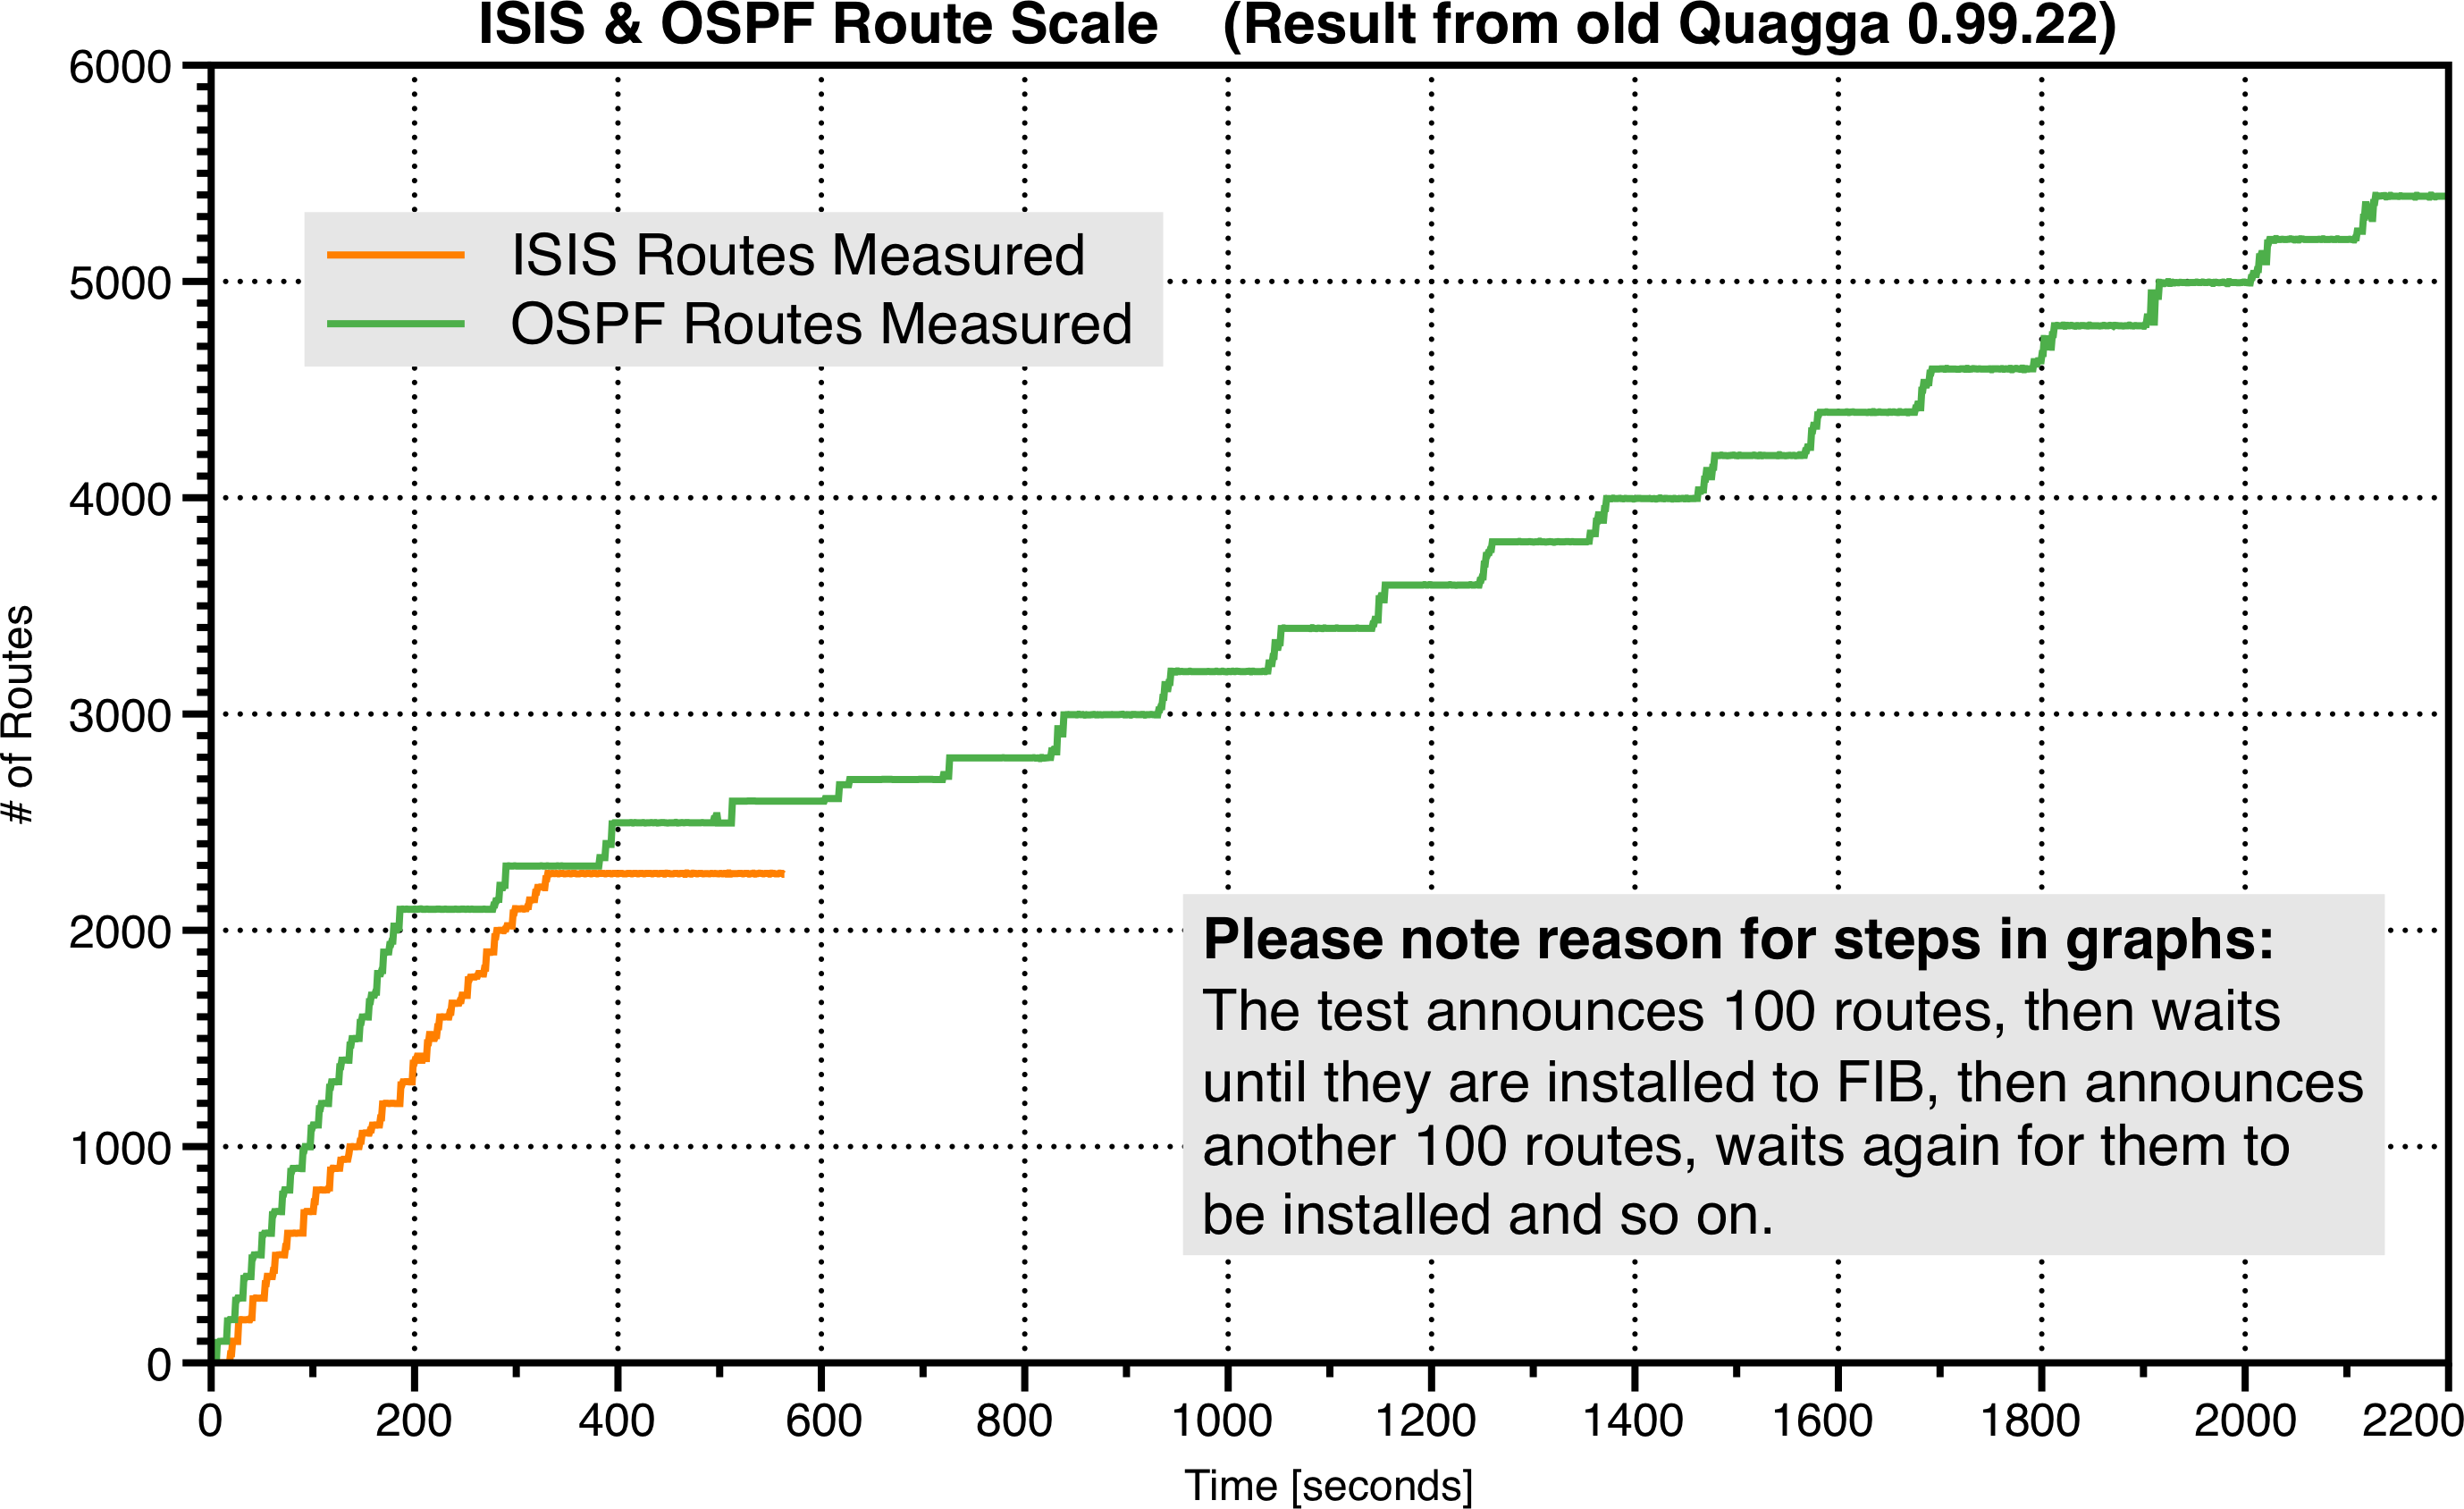 ISIS & OSPF Route Scale (Result from old Quagga 0.99.22)
6000
5000
4000
3000
2000
1000
0
# of Routes
ISIS Routes Measured
OSPF Routes Measured
Please note reason for steps in graphs:
The test announces 100 routes, then waits
until they are installed to FIB, then announces
another 100 routes, waits again for them to
be installed and so on.
0 200 400 600 800 1000 1200 1400 1600 1800 2000 2200
Time [seconds]